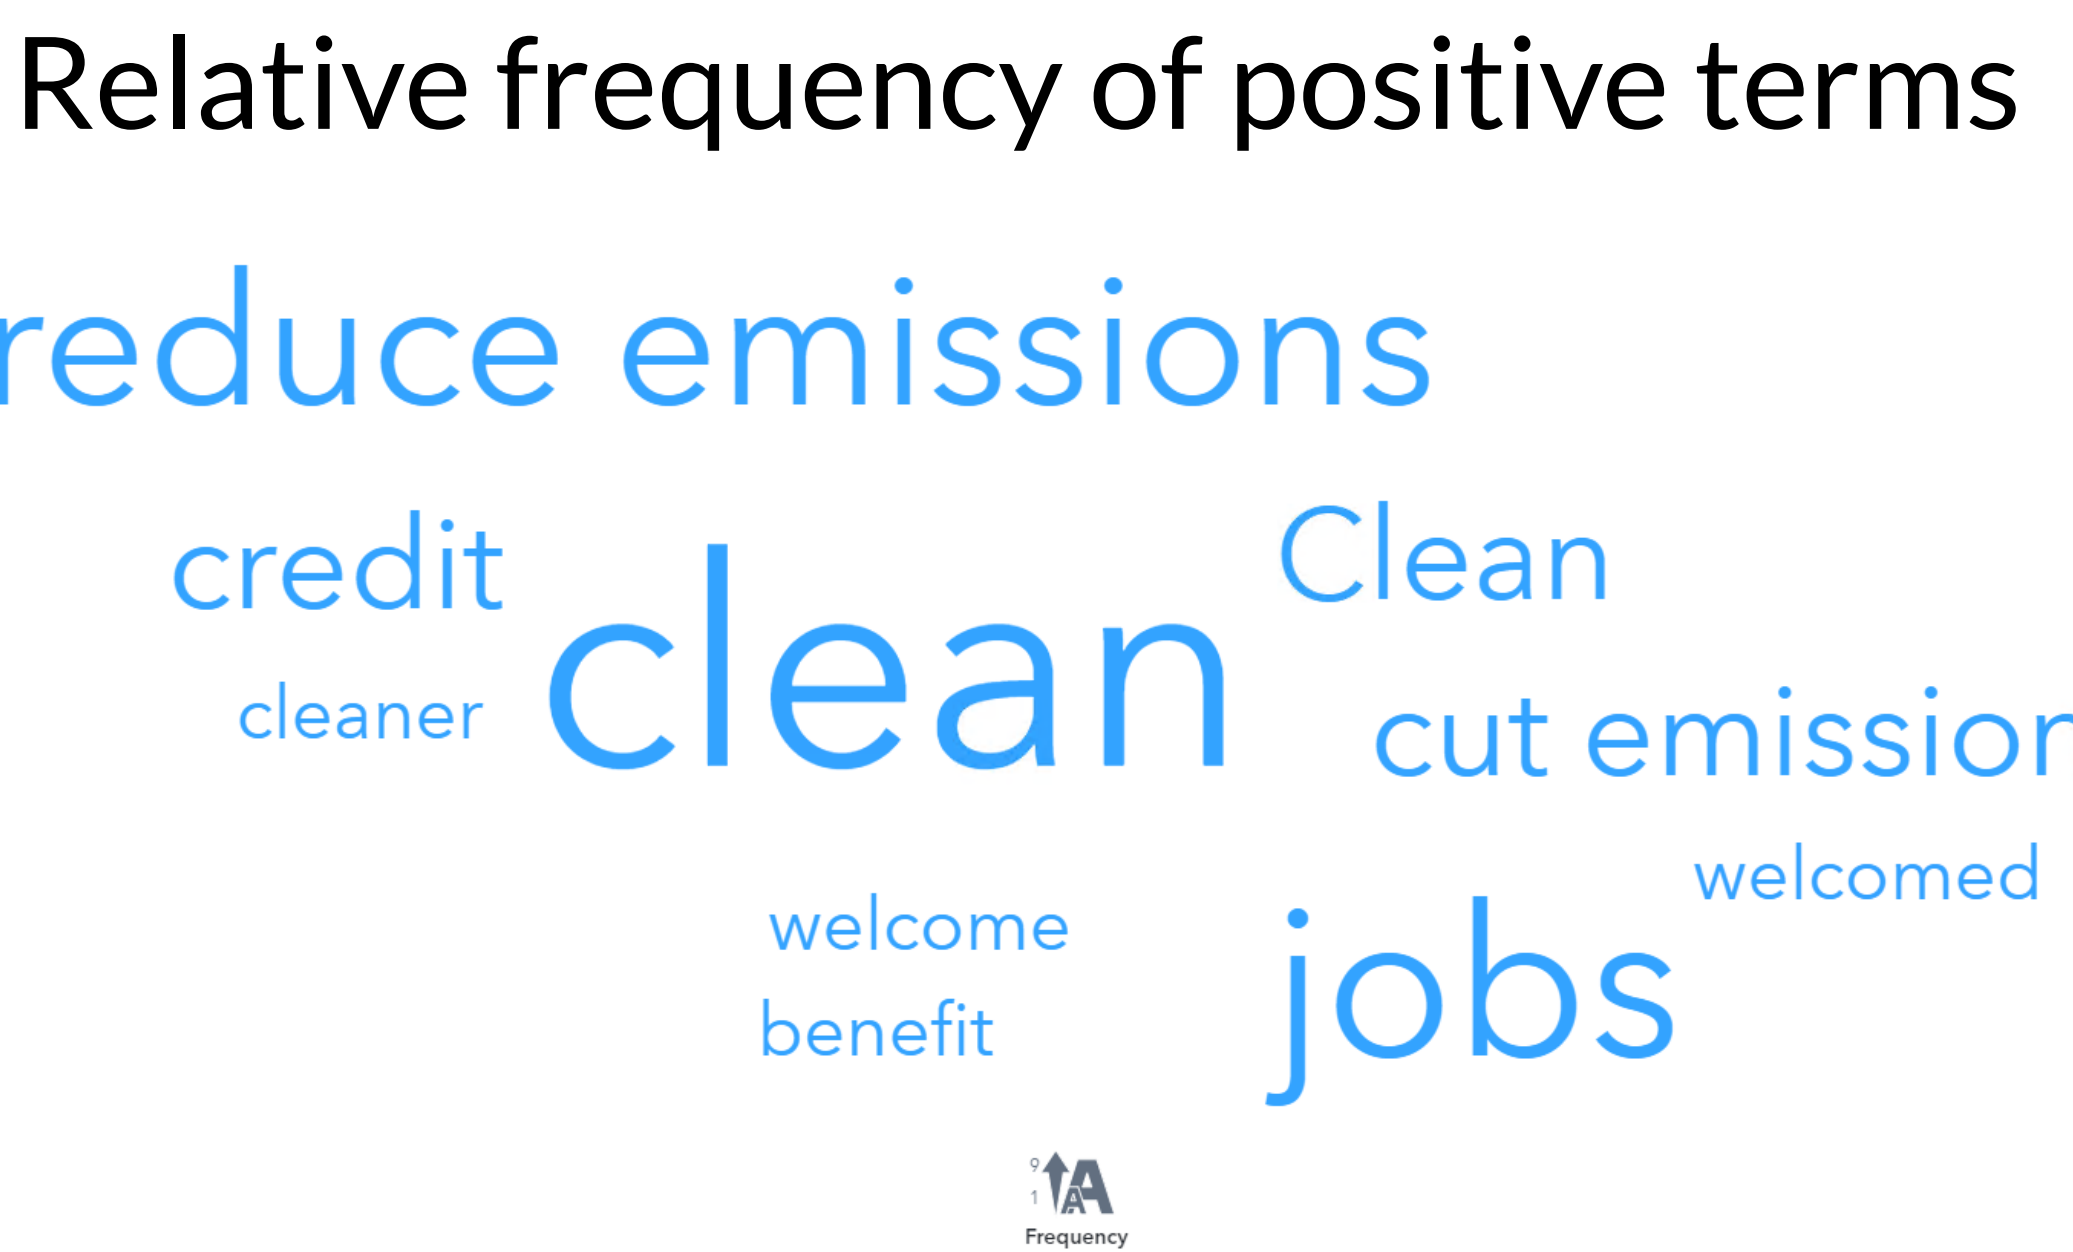 Relative frequency of positive terms
reduce emissions
credit
Clean
clean
cleaner
cut emission
welcomed
welcome
jobs
benefit
9
1
Frequency